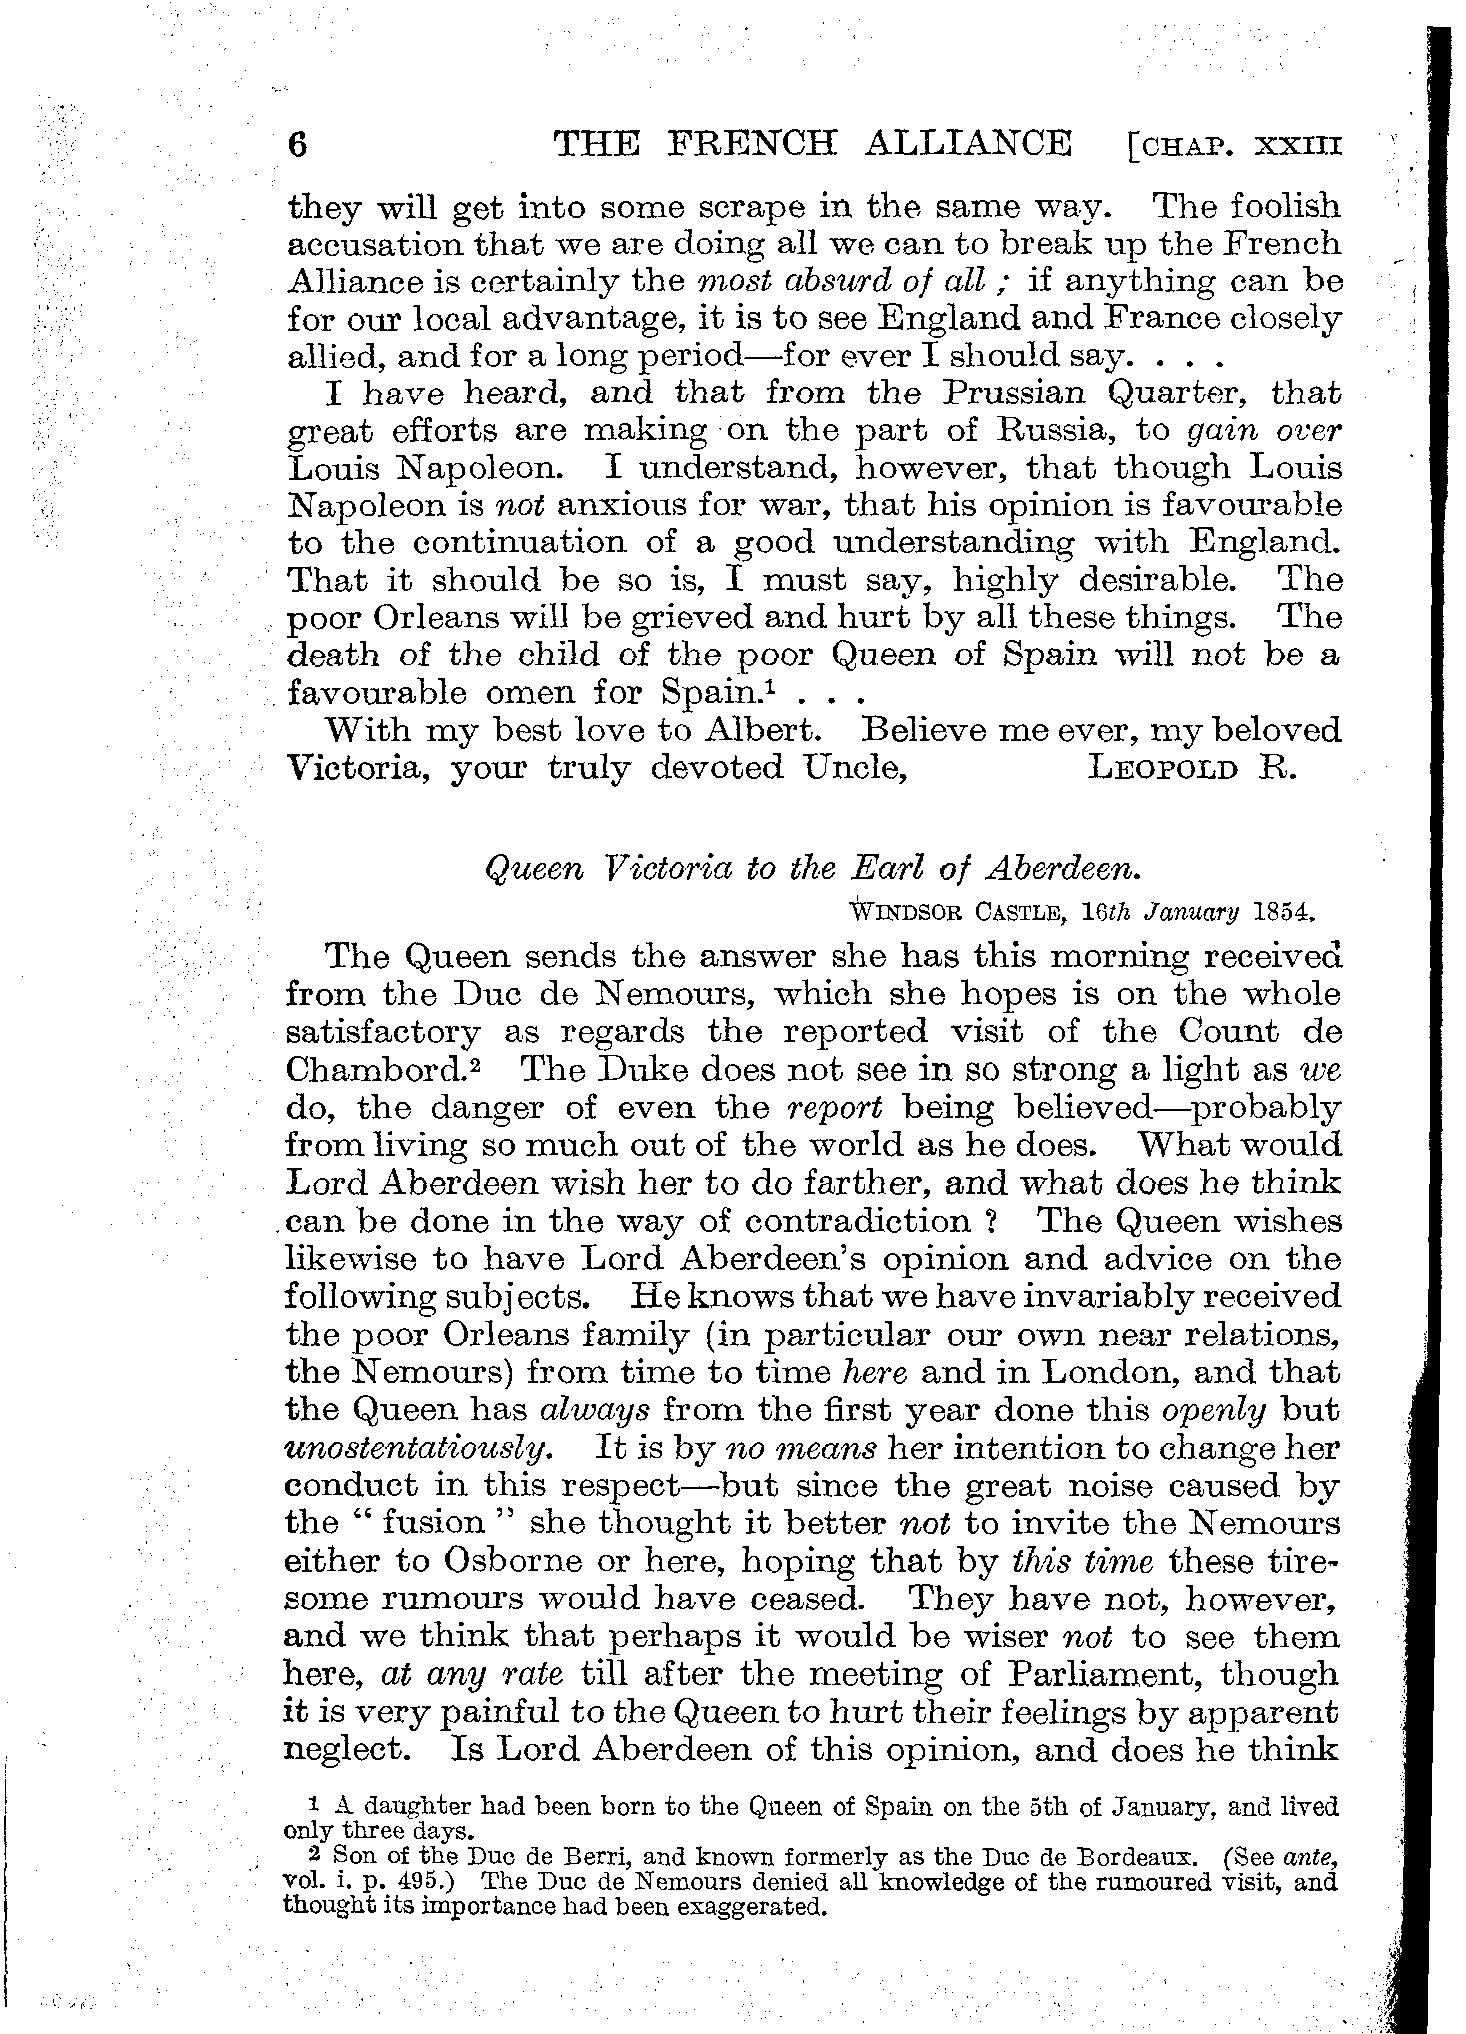 6 THE FRENCH ALLIANCE [CHAP. XXIII
they will get into some scrape in the same way. The foolish
accusation that we are doing all we can to break up the French
Alliance is certainly the most absurd of all ; if anything can be
for our local advantage, it is to see England and France closely
allied, and for a long period—for ever I should say. . . .
I have heard, and that from the Prussian Quarter, that
great efforts are making on the part of Russia, to gain over
Louis Napoleon. I understand, however, that though Louis
Napoleon is not anxious for war, that his opinion is favourable
to the continuation of a good understanding with England.
That it should be so is, I must say, highly desirable. The
poor Orleans will be grieved and hurt by all these things. The
death of the child of the poor Queen of Spain will not be a
favourable omen for Spain.¹ . . .
With my best love to Albert. Believe me ever, my beloved
Victoria, your truly devoted Uncle, LEOPOLD R.
Queen Victoria to the Earl of Aberdeen.
WINDSOR CASTLE, 16th January 1854.
The Queen sends the answer she has this morning received
from the Duc de Nemours, which she hopes is on the whole
satisfactory as regards the reported visit of the Count de
Chambord.² The Duke does not see in so strong a light as we
do, the danger of even the report being believed—probably
from living so much out of the world as he does. What would
Lord Aberdeen wish her to do farther, and what does he think
can be done in the way of contradiction ? The Queen wishes
likewise to have Lord Aberdeen's opinion and advice on the
following subjects. He knows that we have invariably received
the poor Orleans family (in particular our own near relations,
the Nemours) from time to time here and in London, and that
the Queen has always from the first year done this openly but
unostentatiously. It is by no means her intention to change her
conduct in this respect—but since the great noise caused by
the “ fusion ” she thought it better not to invite the Nemours
either to Osborne or here, hoping that by this time these tire-
some rumours would have ceased. They have not, however,
and we think that perhaps it would be wiser not to see them
here, at any rate till after the meeting of Parliament, though
it is very painful to the Queen to hurt their feelings by apparent
neglect. Is Lord Aberdeen of this opinion, and does he think
1 A daughter had been born to the Queen of Spain on the 5th of January, and lived
only three days.
2 Son of the Duc de Berri, and known formerly as the Duc de Bordeaux. (See ante,
vol. i. p. 495.) The Duc de Nemours denied all knowledge of the rumoured visit, and
thought its importance had been exaggerated.